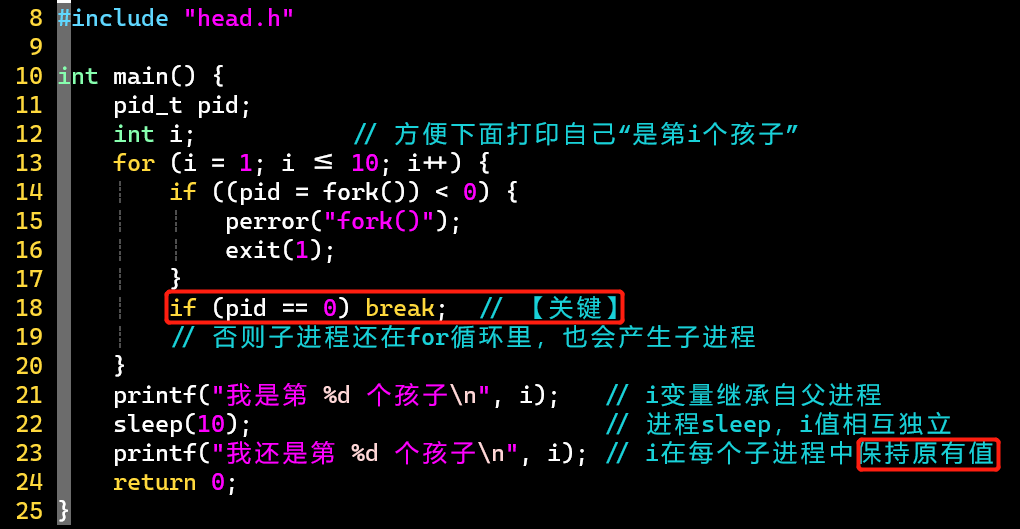 8 #include "head.h"
9
10 int main() {
11     pid_t pid;
12     int i;           // 方便下面打印自己“是第i个孩子”
13     for (i = 1; i <= 10; i++) {
14         if ((pid = fork()) < 0) {
15             perror("fork()");
16             exit(1);
17         }
18         if (pid == 0) break;  // 【关键】
19         // 否则子进程还在for循环里，也会产生子进程
20     }
21     printf("我是第 %d 个孩子\n", i);   // i变量继承自父进程
22     sleep(10);                         // 进程sleep，i值相互独立
23     printf("我还是第 %d 个孩子\n", i); // i在每个子进程中保持原有值
24     return 0;
25 }